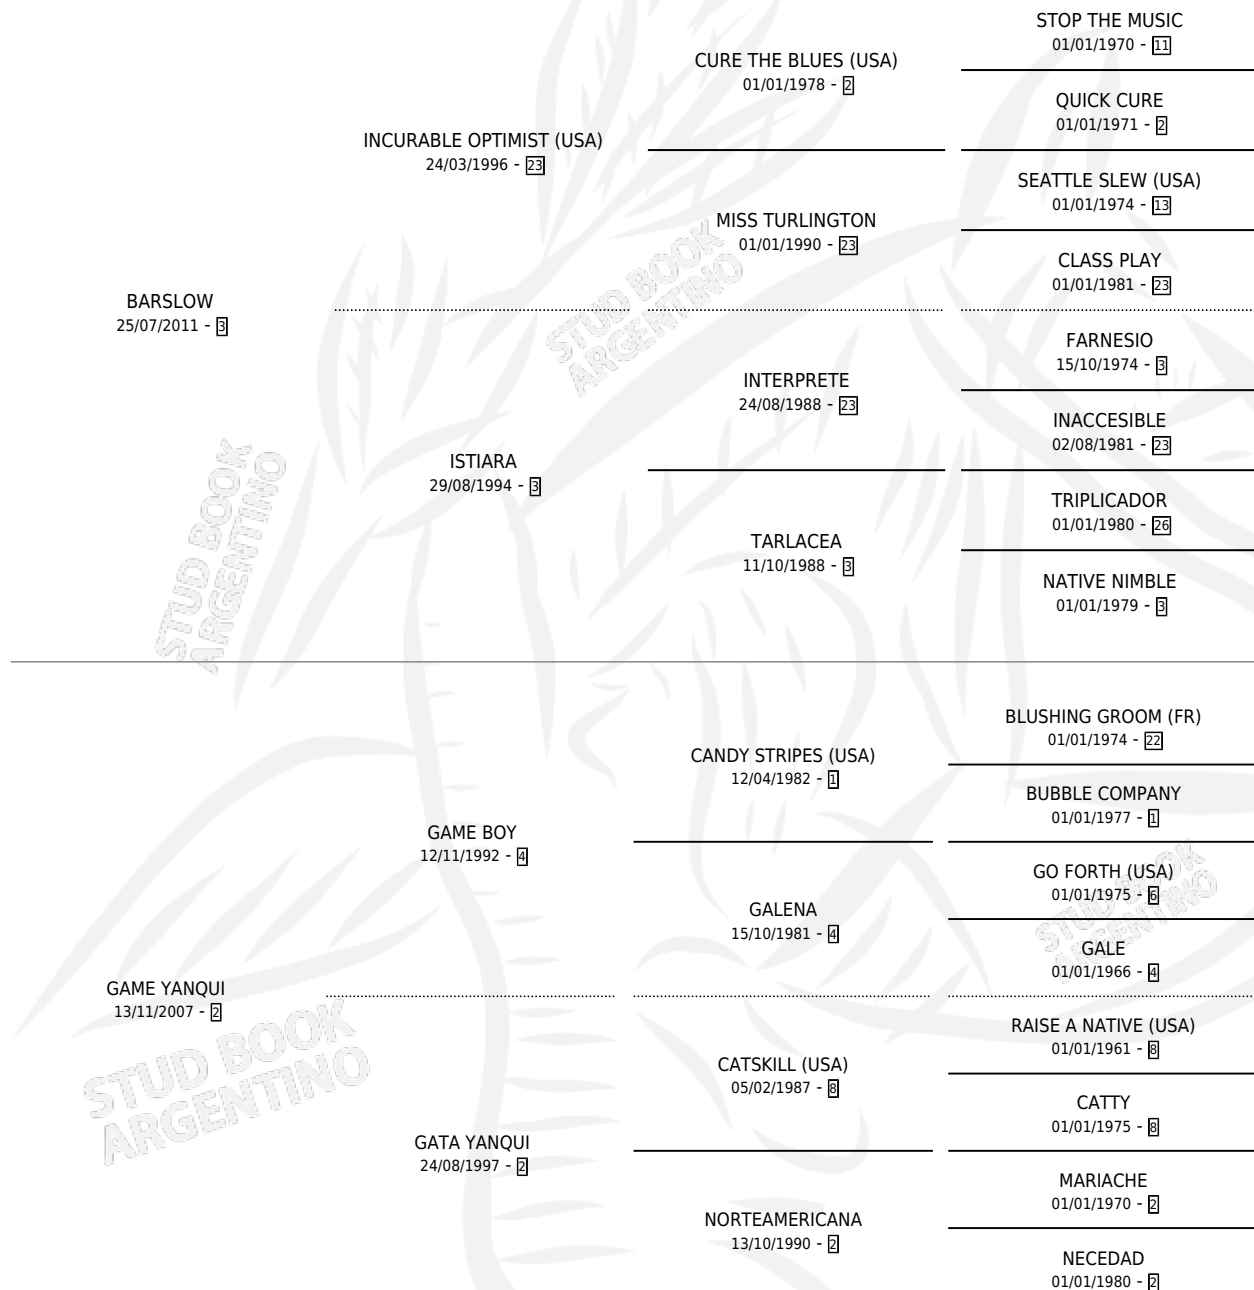 STOP THE MUSIC
01/01/1970 - 11
CURE THE BLUES (USA)
01/01/1978 - 2
QUICK CURE
01/01/1971 - 2
INCURABLE OPTIMIST (USA)
24/03/1996 - 23
SEATTLE SLEW (USA)
01/01/1974 - 13
MISS TURLINGTON
01/01/1990 - 23
CLASS PLAY
01/01/1981 - 23
BARSLOW
25/07/2011 - 3
FARNESIO
15/10/1974 - 3
INTERPRETE
24/08/1988 - 23
INACCESIBLE
02/08/1981 - 23
ISTIARA
29/08/1994 - 3
TRIPLICADOR
01/01/1980 - 26
TARLACEA
11/10/1988 - 3
NATIVE NIMBLE
01/01/1979 - 3
STUD BOOK
ARGENTINO
STUD BOOK
ARGENTINO
BLUSHING GROOM (FR)
01/01/1974 - 22
CANDY STRIPES (USA)
12/04/1982 - 1
BUBBLE COMPANY
01/01/1977 - 1
GAME BOY
12/11/1992 - 4
GO FORTH (USA)
01/01/1975 - 6
GALENA
15/10/1981 - 4
GALE
01/01/1966 - 4
GAME YANQUI
13/11/2007 - 2
RAISE A NATIVE (USA)
01/01/1961 - 8
CATSKILL (USA)
05/02/1987 - 8
CATTY
01/01/1975 - 8
GATA YANQUI
24/08/1997 - 2
MARIACHE
01/01/1970 - 2
NORTEAMERICANA
13/10/1990 - 2
NECEDAD
01/01/1980 - 2
STUD BOOK
ARGENTINO
STUD BOOK
ARGENTINO